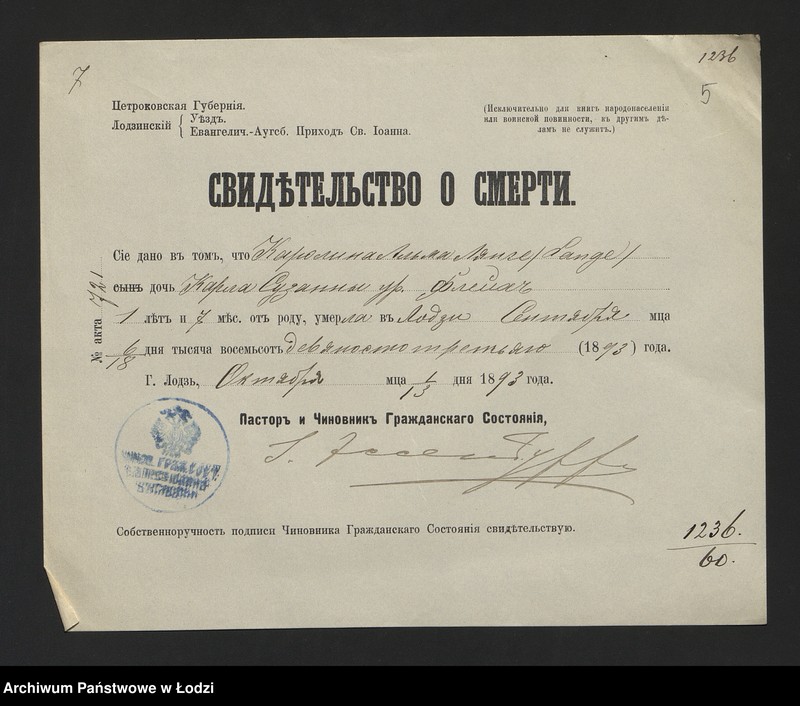 7
1236
5
Петроковская Губернія.
Лодзинскій { Уѣздъ.
Евангелич.-Аугсб. Приходъ Св. Іоанна.
(Исключительно для книгъ народонаселенія
или воинской повинности, къ другимъ дѣ-
ламъ не служитъ.)
СВИДѢТЕЛЬСТВО О СМЕРТИ.
№ акта 721
Сіе дано въ томъ, что Каролина Альма Лянге (Lange)
сынъ дочь Карла Сузанны ур.
1 лѣтъ и 7 мѣс. отъ роду, умерла въ Лодзи Сентября мца
6/18 дня тысяча восемьсотъ девяносто третьяго (1893) года.
Г. Лодзь, Октября мца 1/13 дня 1893 года.
Пасторъ и Чиновникъ Гражданскаго Состоянія,
Собственноручность подписи Чиновника Гражданскаго Состоянія свидѣтельствую.
1236.
60.
Archiwum Państwowe w Łodzi